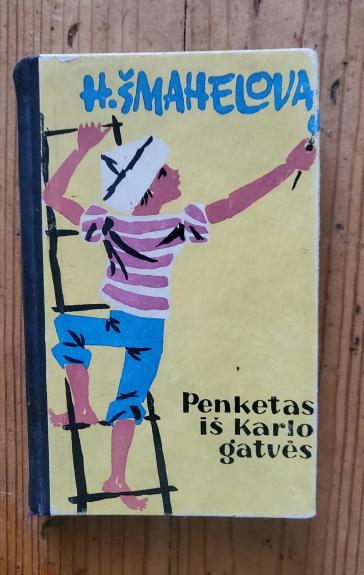 H. ŠMAHELOVA
Penketas
iš Karlo
gatvės